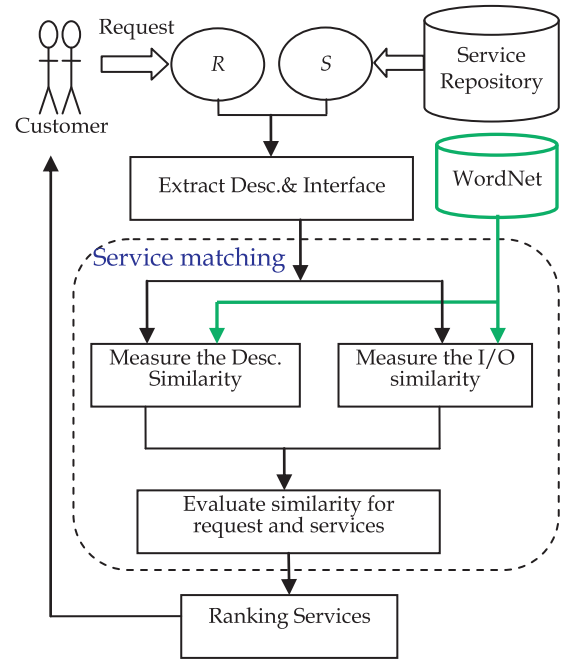 Request
Customer
R
S
Service
Repository
Extract Desc.& Interface
WordNet
Service matching
Measure the Desc.
Similarity
Measure the I/O
similarity
Evaluate similarity for
request and services
Ranking Services